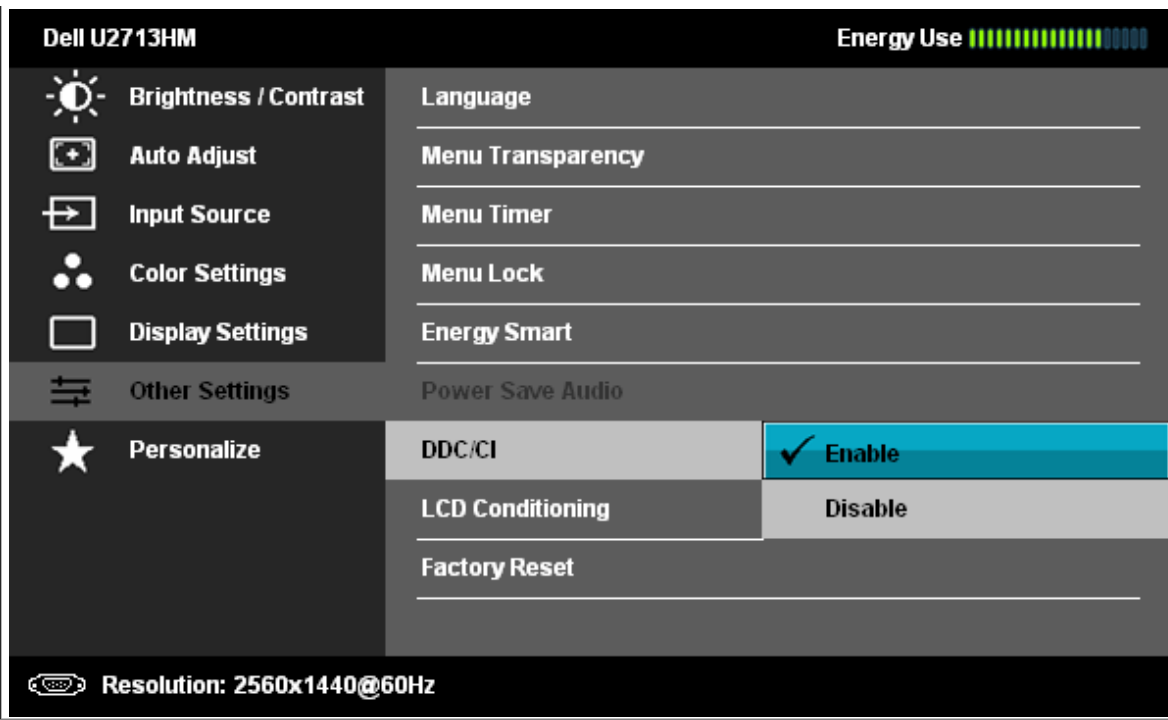 Dell U2713HM Energy Use
Brightness / Contrast Language
Auto Adjust Menu Transparency
Input Source Menu Timer
Color Settings Menu Lock
Display Settings Energy Smart
Other Settings Power Save Audio
Personalize DDC/CI Enable
LCD Conditioning Disable
Factory Reset
Resolution: 2560x1440@60Hz